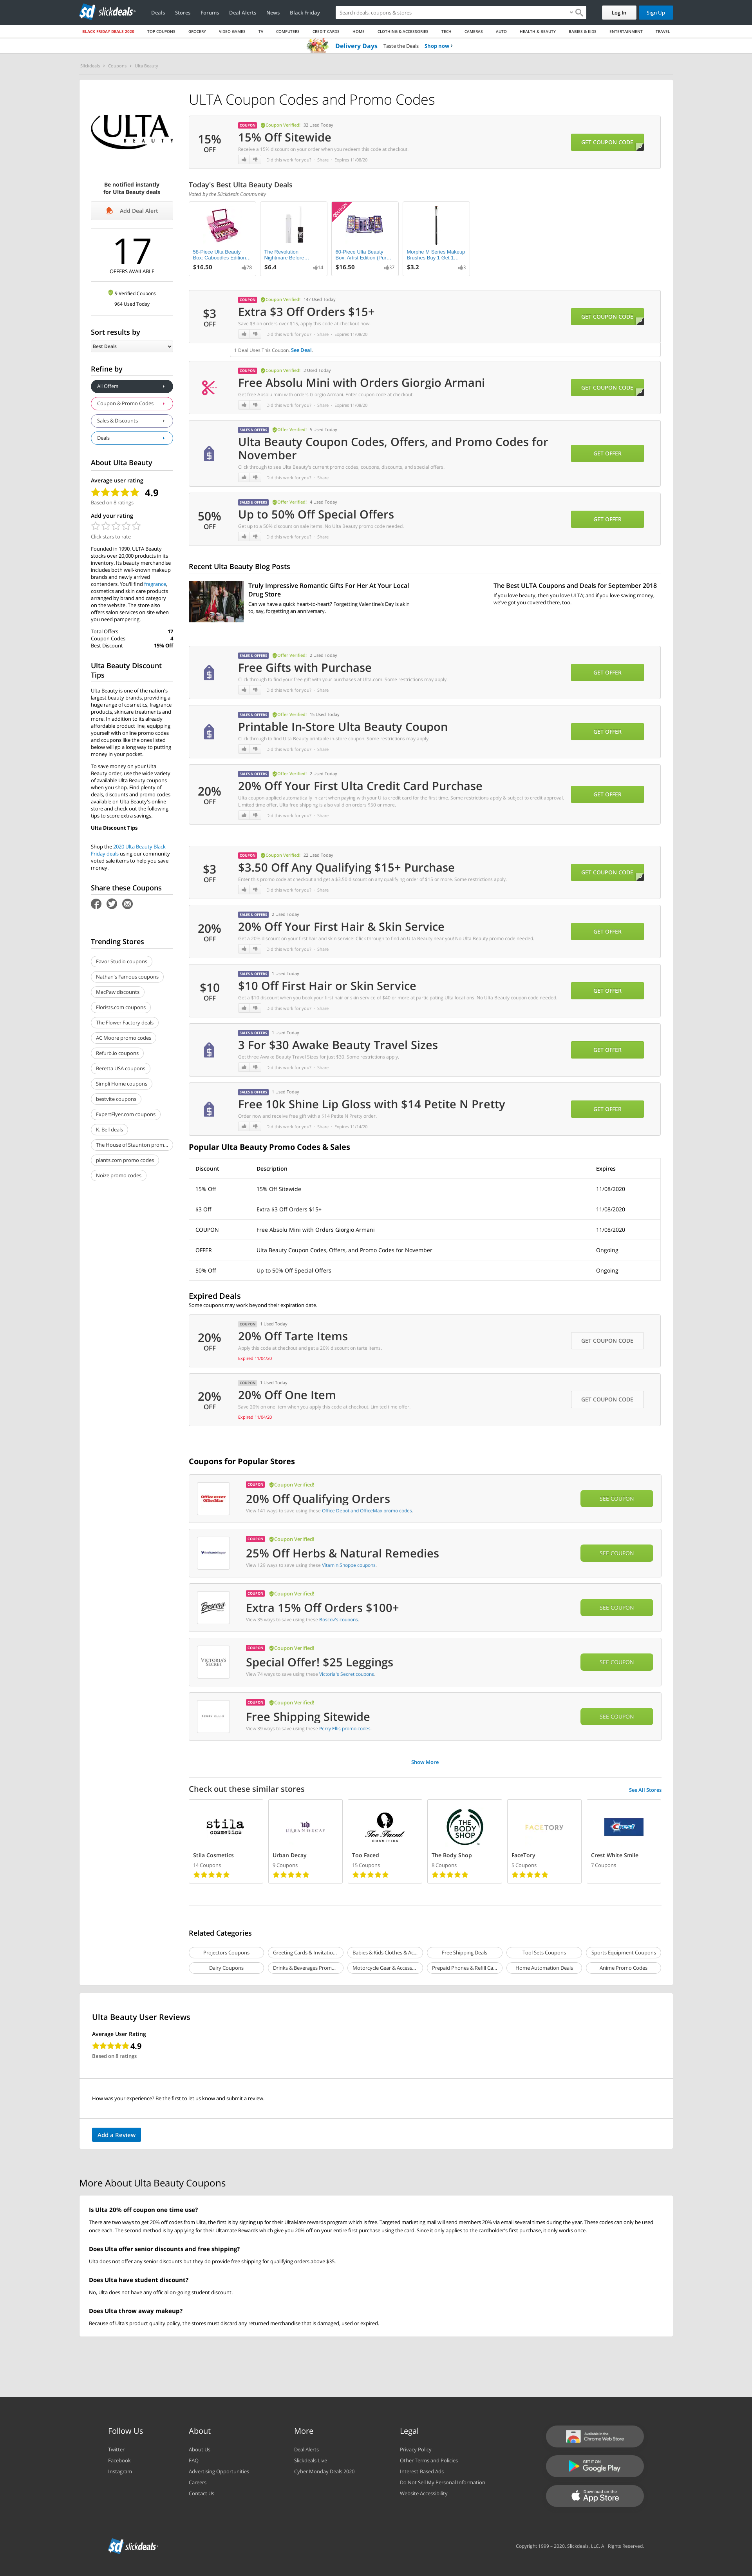 sd slickdeals
Deals Stores Forums Deal Alerts News Black Friday
Search deals, coupons & stores
Log In Sign Up
BLACK FRIDAY DEALS 2020 TOP COUPONS GROCERY VIDEO GAMES TV COMPUTERS CREDIT CARDS HOME CLOTHING & ACCESSORIES TECH CAMERAS AUTO HEALTH & BEAUTY BABIES & KIDS ENTERTAINMENT TRAVEL
Delivery Days Taste the Deals Shop now
Slickdeals > Coupons > Ulta Beauty
ULTA BEAUTY
Be notified instantly
for Ulta Beauty deals
Add Deal Alert
17
OFFERS AVAILABLE
9 Verified Coupons
964 Used Today
Sort results by
Best Deals
Refine by
All Offers
Coupon & Promo Codes
Sales & Discounts
Deals
About Ulta Beauty
Average user rating
4.9
Based on 8 ratings
Add your rating
Click stars to rate
Founded in 1990, ULTA Beauty
stocks over 20,000 products in its
inventory. Its beauty merchandise
includes both well-known makeup
brands and newly arrived
contenders. You'll find fragrance,
cosmetics and skin care products
arranged by brand and category
on the website. The store also
offers salon services on site when
you need pampering.
Total Offers 17
Coupon Codes 4
Best Discount 15% Off
Ulta Beauty Discount
Tips
Ulta Beauty is one of the nation's
largest beauty brands, providing a
huge range of cosmetics, fragrance
products, skincare treatments and
more. In addition to its already
affordable product line, equipping
yourself with online promo codes
and coupons like the ones listed
below will go a long way to putting
money in your pocket.
To save money on your Ulta
Beauty order, use the wide variety
of available Ulta Beauty coupons
when you shop. Find plenty of
deals, discounts and promo codes
available on Ulta Beauty's online
store and check out the following
tips to score extra savings.
Ulta Discount Tips
Shop the 2020 Ulta Beauty Black
Friday deals using our community
voted sale items to help you save
money.
Share these Coupons
Trending Stores
Favor Studio coupons
Nathan's Famous coupons
MacPaw discounts
Florists.com coupons
The Flower Factory deals
AC Moore promo codes
Refurb.io coupons
Beretta USA coupons
Simpli Home coupons
bestvite coupons
ExpertFlyer.com coupons
K. Bell deals
The House of Staunton prom...
plants.com promo codes
Noize promo codes
ULTA Coupon Codes and Promo Codes
15% OFF
COUPON Coupon Verified! 32 Used Today
15% Off Sitewide
Receive a 15% discount on your order when you redeem this code at checkout.
Did this work for you? · Share · Expires 11/08/20
GET COUPON CODE
Today's Best Ulta Beauty Deals
Voted by the Slickdeals Community
58-Piece Ulta Beauty
Box: Caboodles Edition...
$16.50 78
The Revolution
Nightmare Before...
$6.4 14
COUPON
60-Piece Ulta Beauty
Box: Artist Edition (Pur...
$16.50 37
Morphe M Series Makeup
Brushes Buy 1 Get 1...
$3.2 3
$3 OFF
COUPON Coupon Verified! 147 Used Today
Extra $3 Off Orders $15+
Save $3 on orders over $15, apply this code at checkout now.
Did this work for you? · Share · Expires 11/08/20
GET COUPON CODE
1 Deal Uses This Coupon. See Deal.
COUPON Coupon Verified! 2 Used Today
Free Absolu Mini with Orders Giorgio Armani
Get free Absolu mini with orders Giorgio Armani. Enter coupon code at checkout.
Did this work for you? · Share · Expires 11/08/20
GET COUPON CODE
SALES & OFFERS Offer Verified! 5 Used Today
Ulta Beauty Coupon Codes, Offers, and Promo Codes for
November
Click through to see Ulta Beauty's current promo codes, coupons, discounts, and special offers.
Did this work for you? · Share
GET OFFER
50% OFF
SALES & OFFERS Offer Verified! 4 Used Today
Up to 50% Off Special Offers
Get up to a 50% discount on sale items. No Ulta Beauty promo code needed.
Did this work for you? · Share
GET OFFER
Recent Ulta Beauty Blog Posts
Truly Impressive Romantic Gifts For Her At Your Local
Drug Store
Can we have a quick heart-to-heart? Forgetting Valentine's Day is akin
to, say, forgetting an anniversary.
The Best ULTA Coupons and Deals for September 2018
If you love beauty, then you love ULTA; and if you love saving money,
we've got you covered there, too.
SALES & OFFERS Offer Verified! 2 Used Today
Free Gifts with Purchase
Click through to find your free gift with your purchases at Ulta.com. Some restrictions may apply.
Did this work for you? · Share
GET OFFER
SALES & OFFERS Offer Verified! 15 Used Today
Printable In-Store Ulta Beauty Coupon
Click through to find Ulta Beauty printable in-store coupon. Some restrictions may apply.
Did this work for you? · Share
GET OFFER
20% OFF
SALES & OFFERS Offer Verified! 2 Used Today
20% Off Your First Ulta Credit Card Purchase
Ulta coupon applied automatically in cart when paying with your Ulta credit card for the first time. Some restrictions apply & subject to credit approval.
Limited time offer. Ulta free shipping is also valid on orders $50 or more.
Did this work for you? · Share
GET OFFER
$3 OFF
COUPON Coupon Verified! 22 Used Today
$3.50 Off Any Qualifying $15+ Purchase
Enter this promo code at checkout and get a $3.50 discount on any qualifying order of $15 or more. Some restrictions apply.
Did this work for you? · Share
GET COUPON CODE
20% OFF
SALES & OFFERS 2 Used Today
20% Off Your First Hair & Skin Service
Get a 20% discount on your first hair and skin service! Click through to find an Ulta Beauty near you! No Ulta Beauty promo code needed.
Did this work for you? · Share
GET OFFER
$10 OFF
SALES & OFFERS 1 Used Today
$10 Off First Hair or Skin Service
Get a $10 discount when you book your first hair or skin service of $40 or more at participating Ulta locations. No Ulta Beauty coupon code needed.
Did this work for you? · Share
GET OFFER
SALES & OFFERS 1 Used Today
3 For $30 Awake Beauty Travel Sizes
Get three Awake Beauty Travel Sizes for just $30. Some restrictions apply.
Did this work for you? · Share
GET OFFER
SALES & OFFERS 1 Used Today
Free 10k Shine Lip Gloss with $14 Petite N Pretty
Order now and receive free gift with a $14 Petite N Pretty order.
Did this work for you? · Share · Expires 11/14/20
GET OFFER
Popular Ulta Beauty Promo Codes & Sales
Discount Description Expires
15% Off 15% Off Sitewide 11/08/2020
$3 Off Extra $3 Off Orders $15+ 11/08/2020
COUPON Free Absolu Mini with Orders Giorgio Armani 11/08/2020
OFFER Ulta Beauty Coupon Codes, Offers, and Promo Codes for November Ongoing
50% Off Up to 50% Off Special Offers Ongoing
Expired Deals
Some coupons may work beyond their expiration date.
20% OFF
COUPON 1 Used Today
20% Off Tarte Items
Apply this code at checkout and get a 20% discount on tarte items.
Expired 11/04/20
GET COUPON CODE
20% OFF
COUPON 1 Used Today
20% Off One Item
Save 20% on one item when you apply this code at checkout. Limited time offer.
Expired 11/04/20
GET COUPON CODE
Coupons for Popular Stores
Office DEPOT OfficeMax
COUPON Coupon Verified!
20% Off Qualifying Orders
View 141 ways to save using these Office Depot and OfficeMax promo codes.
SEE COUPON
COUPON Coupon Verified!
25% Off Herbs & Natural Remedies
View 129 ways to save using these Vitamin Shoppe coupons.
SEE COUPON
Boscov's
COUPON Coupon Verified!
Extra 15% Off Orders $100+
View 35 ways to save using these Boscov's coupons.
SEE COUPON
VICTORIA'S SECRET
COUPON Coupon Verified!
Special Offer! $25 Leggings
View 74 ways to save using these Victoria's Secret coupons.
SEE COUPON
PERRY ELLIS
COUPON Coupon Verified!
Free Shipping Sitewide
View 39 ways to save using these Perry Ellis promo codes.
SEE COUPON
Show More
Check out these similar stores See All Stores
stila cosmetics
Stila Cosmetics
14 Coupons
URBAN DECAY
Urban Decay
9 Coupons
Too Faced COSMETICS
Too Faced
15 Coupons
THE BODY SHOP
The Body Shop
8 Coupons
FACETORY
FaceTory
5 Coupons
Crest
Crest White Smile
7 Coupons
Related Categories
Projectors Coupons Greeting Cards & Invitatio... Babies & Kids Clothes & Ac... Free Shipping Deals Tool Sets Coupons Sports Equipment Coupons
Dairy Coupons Drinks & Beverages Prom... Motorcycle Gear & Access... Prepaid Phones & Refill Ca... Home Automation Deals Anime Promo Codes
Ulta Beauty User Reviews
Average User Rating
4.9
Based on 8 ratings
How was your experience? Be the first to let us know and submit a review.
Add a Review
More About Ulta Beauty Coupons
Is Ulta 20% off coupon one time use?
There are two ways to get 20% off codes from Ulta, the first is by signing up for their UltaMate rewards program which is free. Targeted marketing mail will send members 20% via email several times during the year. These codes can only be used
once each. The second method is by applying for their Ultamate Rewards which give you 20% off on your entire first purchase using the card. Since it only applies to the cardholder's first purchase, it only works once.
Does Ulta offer senior discounts and free shipping?
Ulta does not offer any senior discounts but they do provide free shipping for qualifying orders above $35.
Does Ulta have student discount?
No, Ulta does not have any official on-going student discount.
Does Ulta throw away makeup?
Because of Ulta's product quality policy, the stores must discard any returned merchandise that is damaged, used or expired.
Follow Us
Twitter
Facebook
Instagram
About
About Us
FAQ
Advertising Opportunities
Careers
Contact Us
More
Deal Alerts
Slickdeals Live
Cyber Monday Deals 2020
Legal
Privacy Policy
Other Terms and Policies
Interest-Based Ads
Do Not Sell My Personal Information
Website Accessibility
Available in the Chrome Web Store
GET IT ON Google Play
Download on the App Store
sd slickdeals
Copyright 1999 – 2020. Slickdeals, LLC. All Rights Reserved.